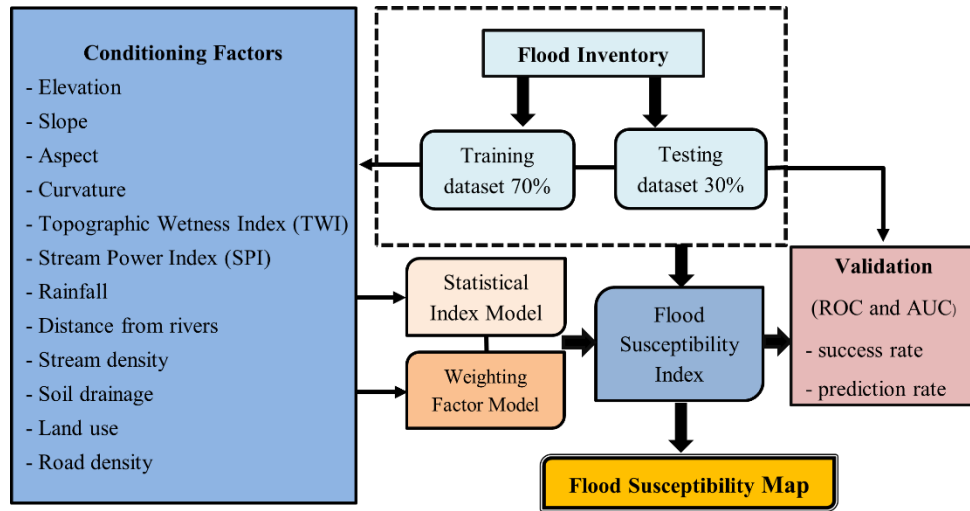 Conditioning Factors
- Elevation
- Slope
- Aspect
- Curvature
- Topographic Wetness Index (TWI)
- Stream Power Index (SPI)
- Rainfall
- Distance from rivers
- Stream density
- Soil drainage
- Land use
- Road density
Flood Inventory
Training
dataset 70%
Testing
dataset 30%
Statistical
Index Model
Weighting
Factor Model
Flood
Susceptibility
Index
Validation
(ROC and AUC)
- success rate
- prediction rate
Flood Susceptibility Map